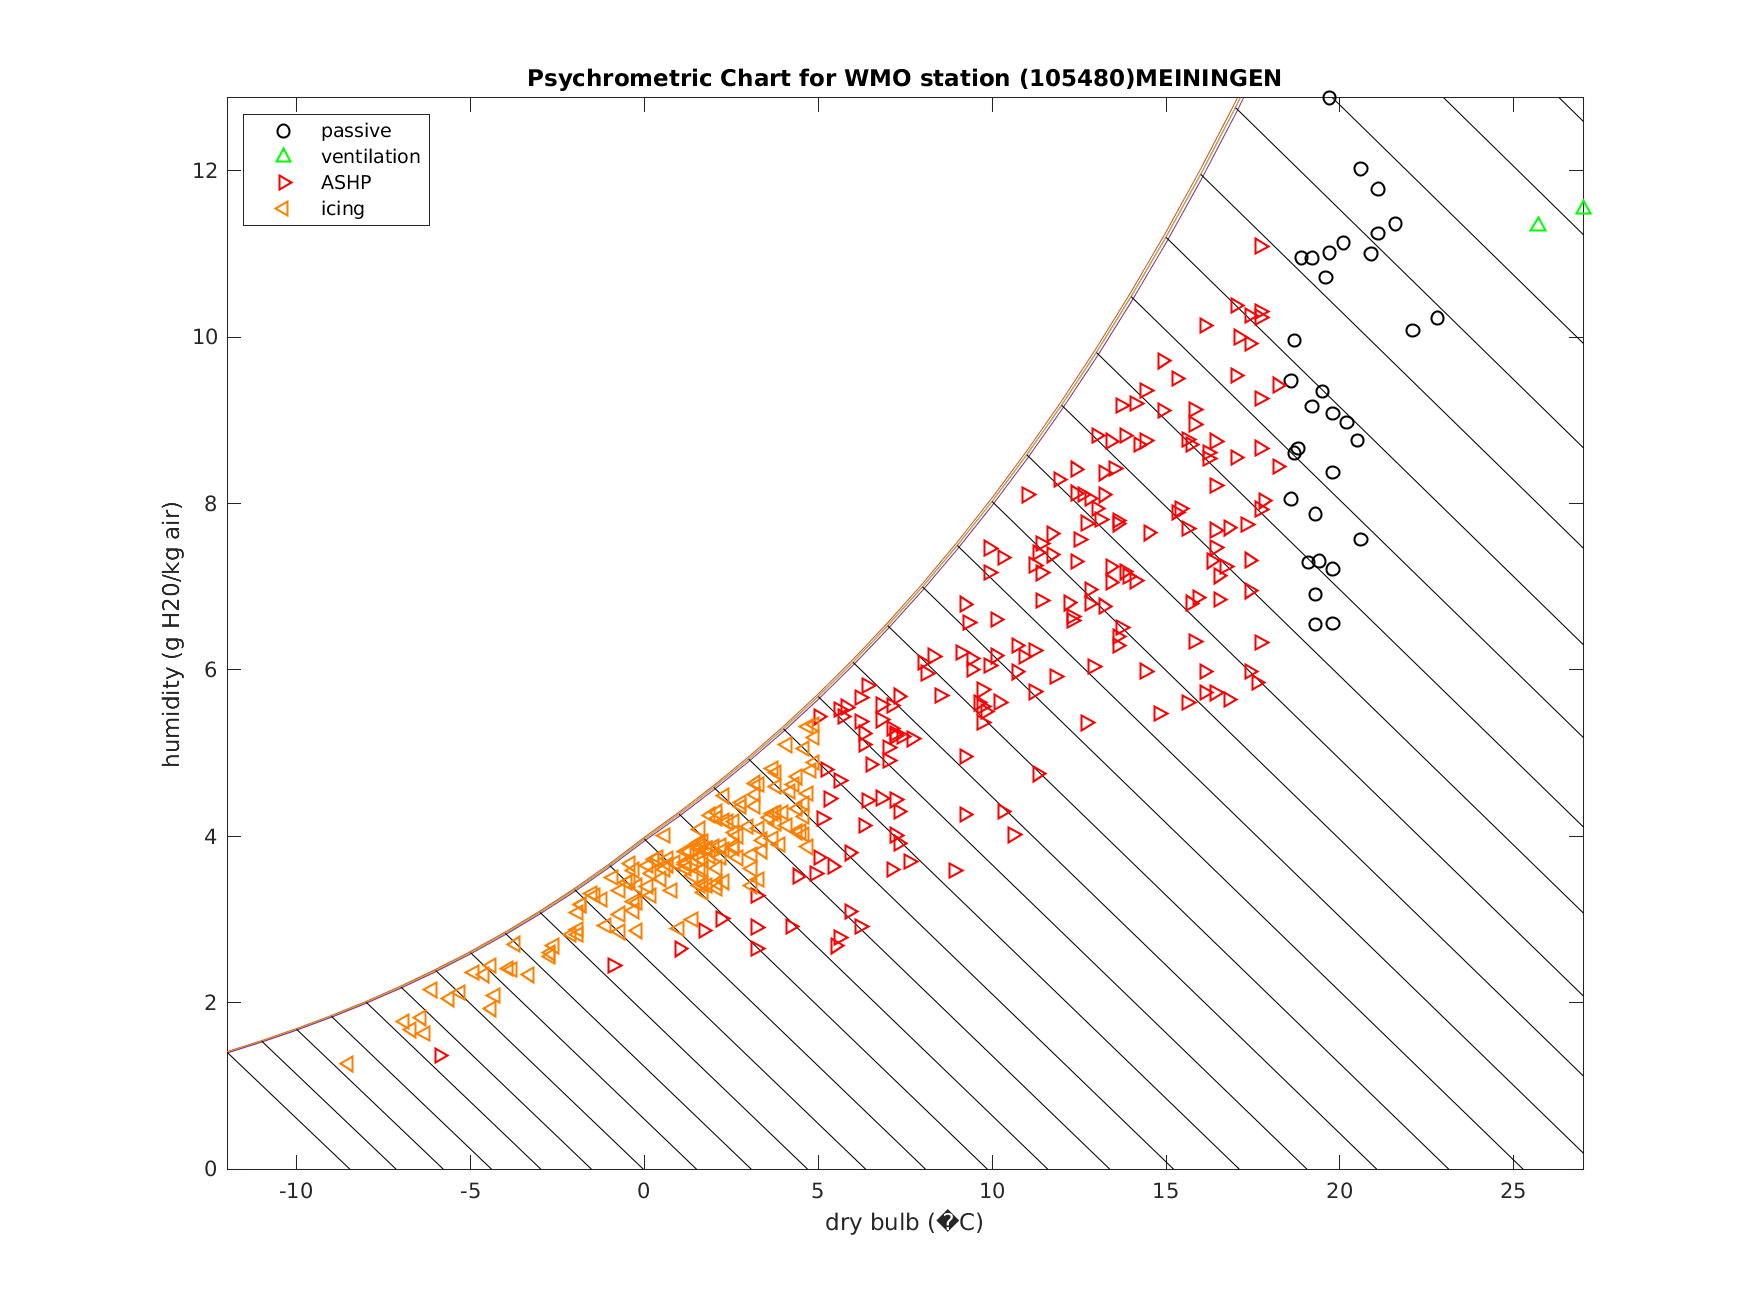 Psychrometric Chart for WMO station (105480)MEININGEN
passive
ventilation
ASHP
icing
humidity (g H20/kg air)
12
10
8
6
4
2
0
-10 -5 0 5 10 15 20 25
dry bulb (�C)